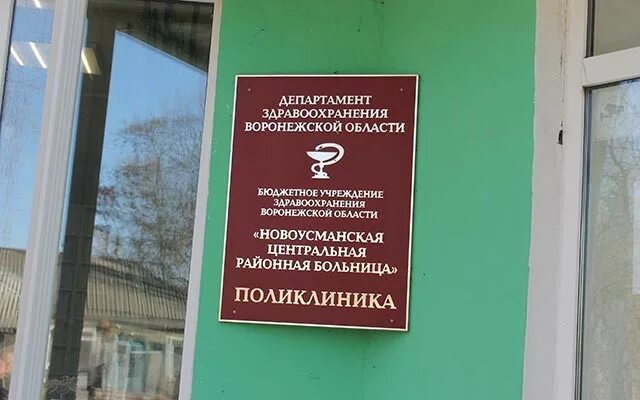 ДЕПАРТАМЕНТ
ЗДРАВООХРАНЕНИЯ
ВОРОНЕЖСКОЙ ОБЛАСТИ
БЮДЖЕТНОЕ УЧРЕЖДЕНИЕ
ЗДРАВООХРАНЕНИЯ
ВОРОНЕЖСКОЙ ОБЛАСТИ
«НОВОУСМАНСКАЯ
ЦЕНТРАЛЬНАЯ
РАЙОННАЯ БОЛЬНИЦА»
ПОЛИКЛИНИКА